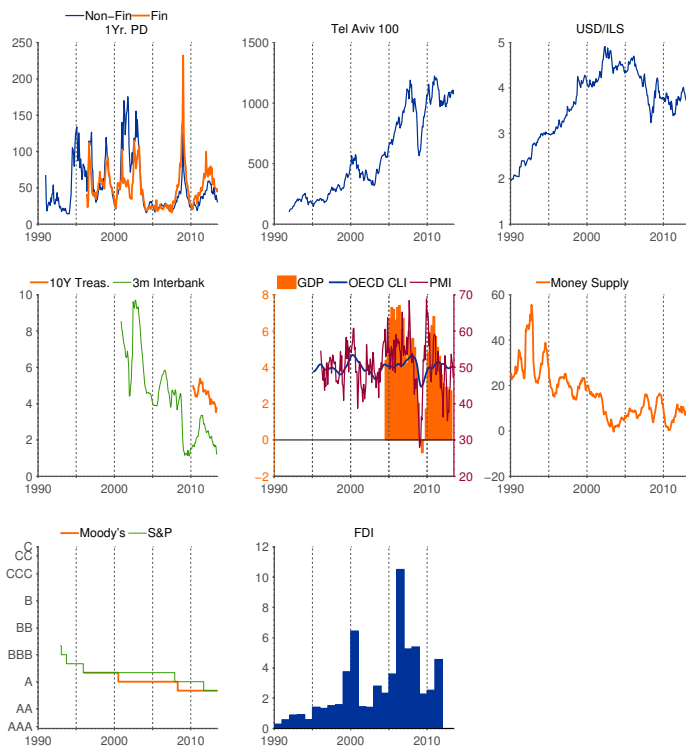 Non−Fin Fin
1Yr. PD
250
200
150
100
50
0
1990 2000 2010
Tel Aviv 100
1500
1000
500
0
1990 2000 2010
USD/ILS
5
4
3
2
1
1990 2000 2010
10Y Treas. 3m Interbank
10
8
6
4
2
0
1990 2000 2010
GDP OECD CLI PMI
8 70
6 60
4 50
2 40
0 30
−2 20
1990 2000 2010
Money Supply
60
40
20
0
−20
1990 2000 2010
Moody's S&P
C
CC
CCC
B
BB
BBB
A
AA
AAA
1990 2000 2010
FDI
12
10
8
6
4
2
0
1990 2000 2010